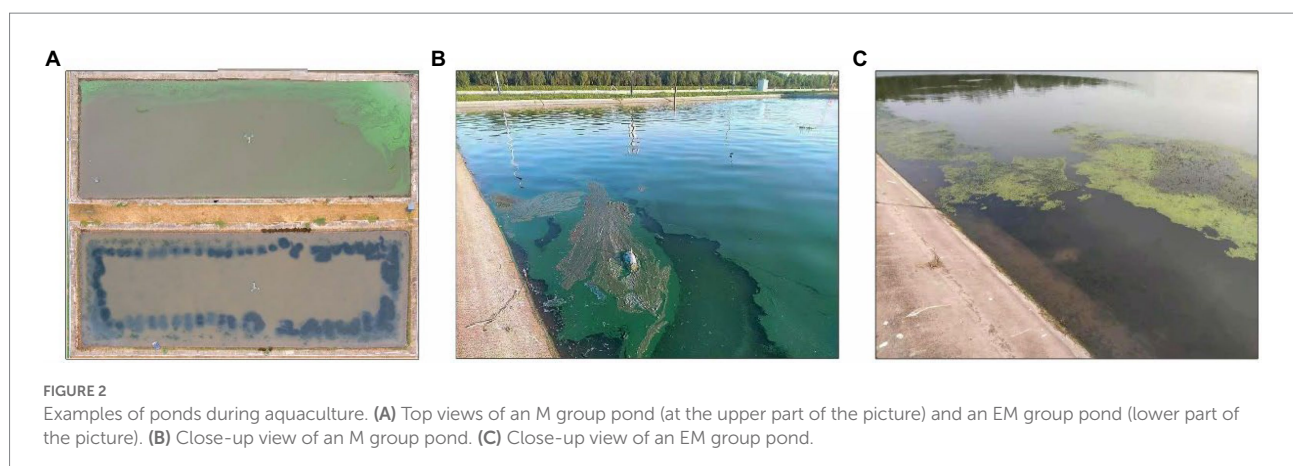 A
B
C
FIGURE 2
Examples of ponds during aquaculture. (A) Top views of an M group pond (at the upper part of the picture) and an EM group pond (lower part of
the picture). (B) Close-up view of an M group pond. (C) Close-up view of an EM group pond.